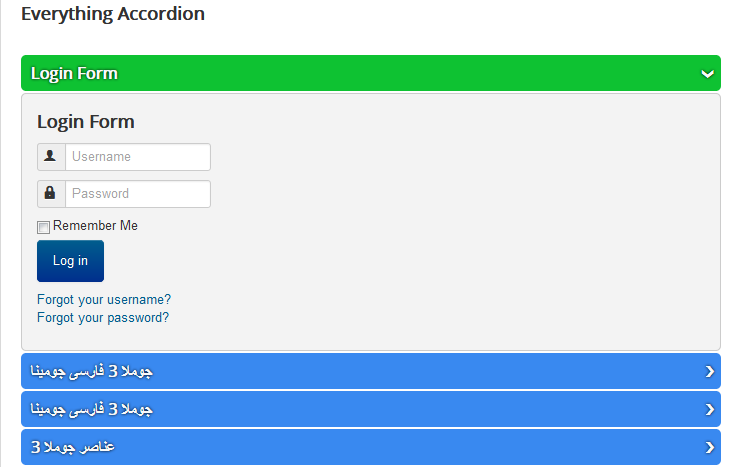 Everything Accordion
Login Form
Login Form
Username
Password
Remember Me
Log in
Forgot your username?
Forgot your password?
جوملا 3 فارسی جومینا
جوملا 3 فارسی جومینا
عناصر جوملا 3